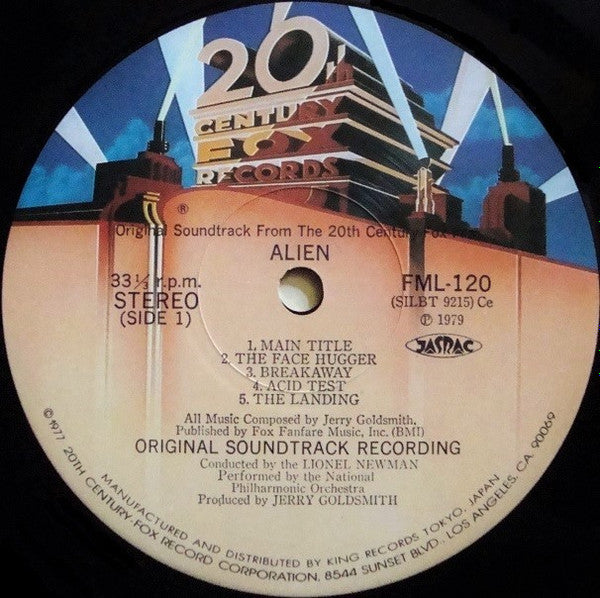 20th
CENTURY
FOX
RECORDS
®
Original Soundtrack From The 20th Century Fox
ALIEN
33⅓ r.p.m.
STEREO
(SIDE 1)
FML-120
(SILBT 9215) Ce
℗ 1979
JASRAC
1. MAIN TITLE
2. THE FACE HUGGER
3. BREAKAWAY
4. ACID TEST
5. THE LANDING
All Music Composed by Jerry Goldsmith.
Published by Fox Fanfare Music, Inc. (BMI)
ORIGINAL SOUNDTRACK RECORDING
Conducted by the LIONEL NEWMAN
Performed by the National
Philharmonic Orchestra
Produced by JERRY GOLDSMITH
MANUFACTURED AND DISTRIBUTED BY KING RECORDS TOKYO, JAPAN
©1977 20TH CENTURY-FOX RECORD CORPORATION, 8544 SUNSET BLVD., LOS ANGELES, CA 90069